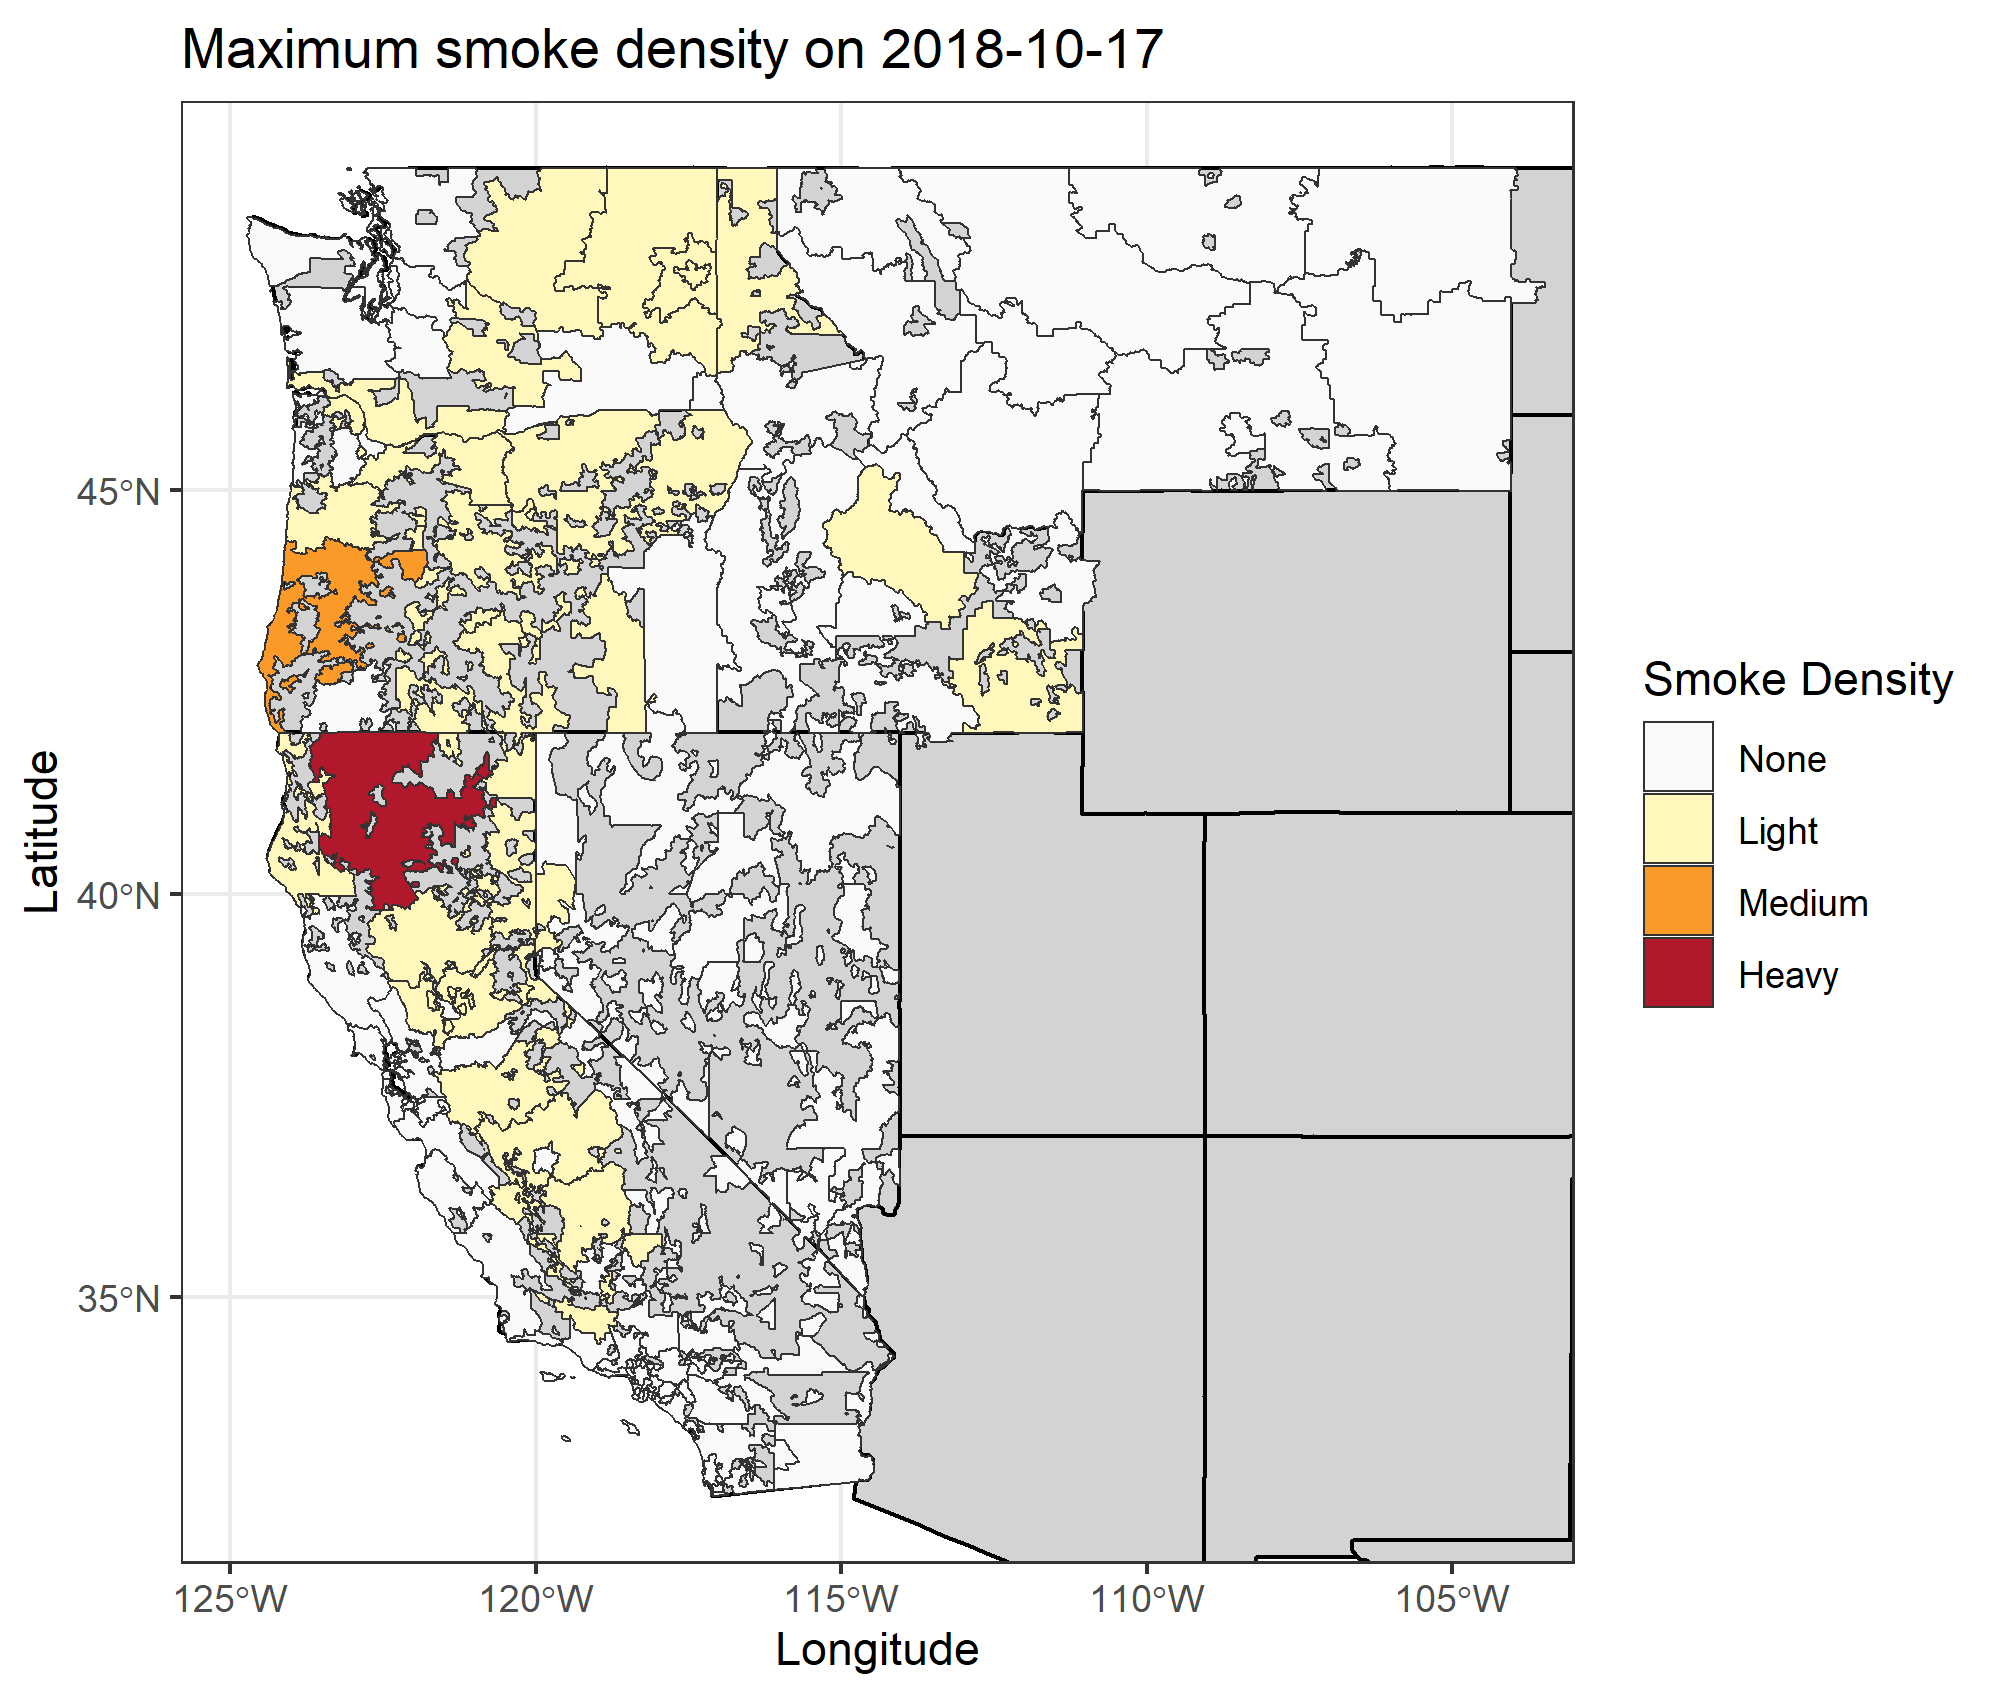 Maximum smoke density on 2018-10-17
Latitude
45°N
40°N
35°N
125°W 120°W 115°W 110°W 105°W
Longitude
Smoke Density
None
Light
Medium
Heavy